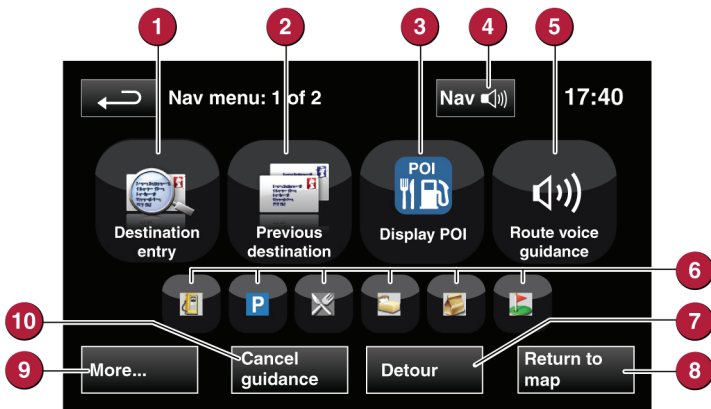 1 2 3 4 5
Nav menu: 1 of 2 Nav 17:40
POI
Destination entry
Previous destination
Display POI
Route voice guidance
P
6
10
7
9
More...
Cancel guidance
Detour
Return to map
8